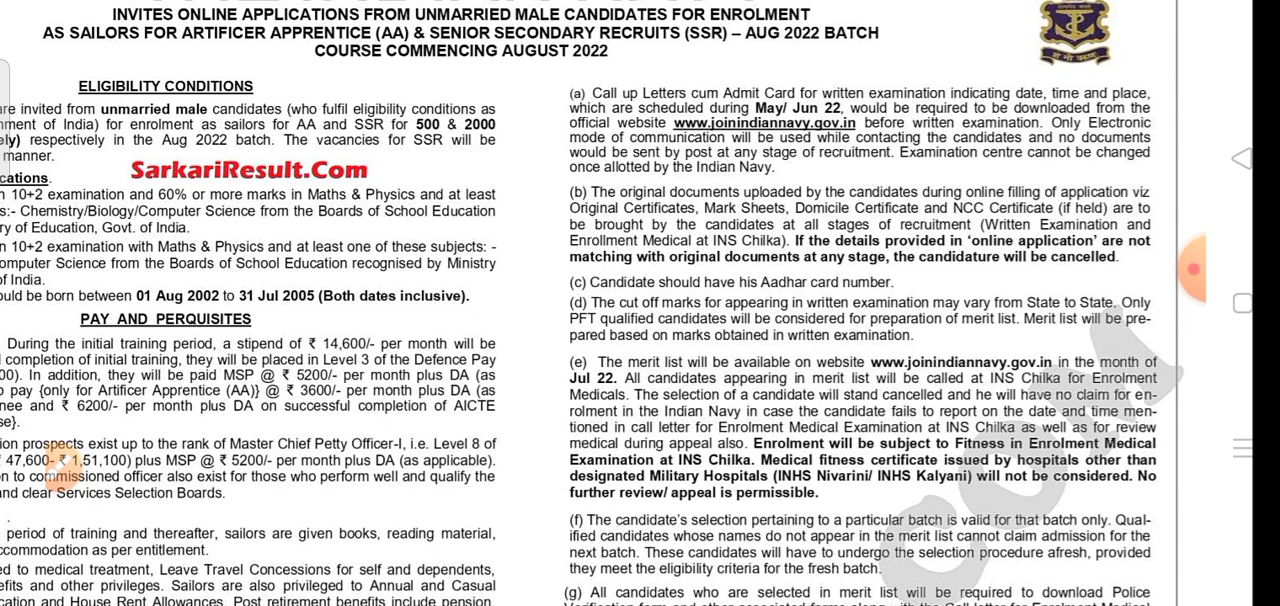 INVITES ONLINE APPLICATIONS FROM UNMARRIED MALE CANDIDATES FOR ENROLMENT
AS SAILORS FOR ARTIFICER APPRENTICE (AA) & SENIOR SECONDARY RECRUITS (SSR) – AUG 2022 BATCH
COURSE COMMENCING AUGUST 2022
ELIGIBILITY CONDITIONS
are invited from unmarried male candidates (who fulfil eligibility conditions as
nment of India) for enrolment as sailors for AA and SSR for 500 & 2000
ely) respectively in the Aug 2022 batch. The vacancies for SSR will be
manner.
SarkariResult.Com
cations.
n 10+2 examination and 60% or more marks in Maths & Physics and at least
s:- Chemistry/Biology/Computer Science from the Boards of School Education
ry of Education, Govt. of India.
n 10+2 examination with Maths & Physics and at least one of these subjects: -
omputer Science from the Boards of School Education recognised by Ministry
of India.
ould be born between 01 Aug 2002 to 31 Jul 2005 (Both dates inclusive).
PAY AND PERQUISITES
During the initial training period, a stipend of ₹ 14,600/- per month will be
l completion of initial training, they will be placed in Level 3 of the Defence Pay
00). In addition, they will be paid MSP @ ₹ 5200/- per month plus DA (as
o pay {only for Artificer Apprentice (AA)} @ ₹ 3600/- per month plus DA (as
nee and ₹ 6200/- per month plus DA on successful completion of AICTE
se}.
ion prospects exist up to the rank of Master Chief Petty Officer-I, i.e. Level 8 of
₹ 47,600- ₹ 1,51,100) plus MSP @ ₹ 5200/- per month plus DA (as applicable).
n to commissioned officer also exist for those who perform well and qualify the
nd clear Services Selection Boards.
.
period of training and thereafter, sailors are given books, reading material,
ccommodation as per entitlement.
ed to medical treatment, Leave Travel Concessions for self and dependents,
efits and other privileges. Sailors are also privileged to Annual and Casual
cation and House Rent Allowances. Post retirement benefits include pension,
(a) Call up Letters cum Admit Card for written examination indicating date, time and place,
which are scheduled during May/ Jun 22, would be required to be downloaded from the
official website www.joinindiannavy.gov.in before written examination. Only Electronic
mode of communication will be used while contacting the candidates and no documents
would be sent by post at any stage of recruitment. Examination centre cannot be changed
once allotted by the Indian Navy.
(b) The original documents uploaded by the candidates during online filling of application viz
Original Certificates, Mark Sheets, Domicile Certificate and NCC Certificate (if held) are to
be brought by the candidates at all stages of recruitment (Written Examination and
Enrollment Medical at INS Chilka). If the details provided in ‘online application’ are not
matching with original documents at any stage, the candidature will be cancelled.
(c) Candidate should have his Aadhar card number.
(d) The cut off marks for appearing in written examination may vary from State to State. Only
PFT qualified candidates will be considered for preparation of merit list. Merit list will be pre-
pared based on marks obtained in written examination.
(e) The merit list will be available on website www.joinindiannavy.gov.in in the month of
Jul 22. All candidates appearing in merit list will be called at INS Chilka for Enrolment
Medicals. The selection of a candidate will stand cancelled and he will have no claim for en-
rolment in the Indian Navy in case the candidate fails to report on the date and time men-
tioned in call letter for Enrolment Medical Examination at INS Chilka as well as for review
medical during appeal also. Enrolment will be subject to Fitness in Enrolment Medical
Examination at INS Chilka. Medical fitness certificate issued by hospitals other than
designated Military Hospitals (INHS Nivarini/ INHS Kalyani) will not be considered. No
further review/ appeal is permissible.
(f) The candidate’s selection pertaining to a particular batch is valid for that batch only. Qual-
ified candidates whose names do not appear in the merit list cannot claim admission for the
next batch. These candidates will have to undergo the selection procedure afresh, provided
they meet the eligibility criteria for the fresh batch.
(g) All candidates who are selected in merit list will be required to download Police
COM